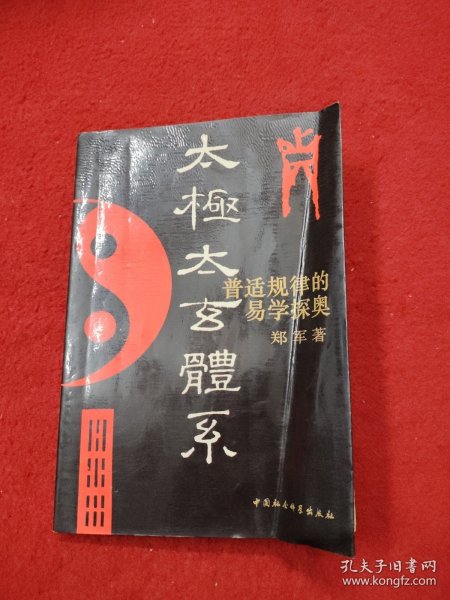 太極太玄體系
普适规律的
易学探奥
郑军著
中国社会科学出版社
孔夫子旧书网
www.kongfz.com